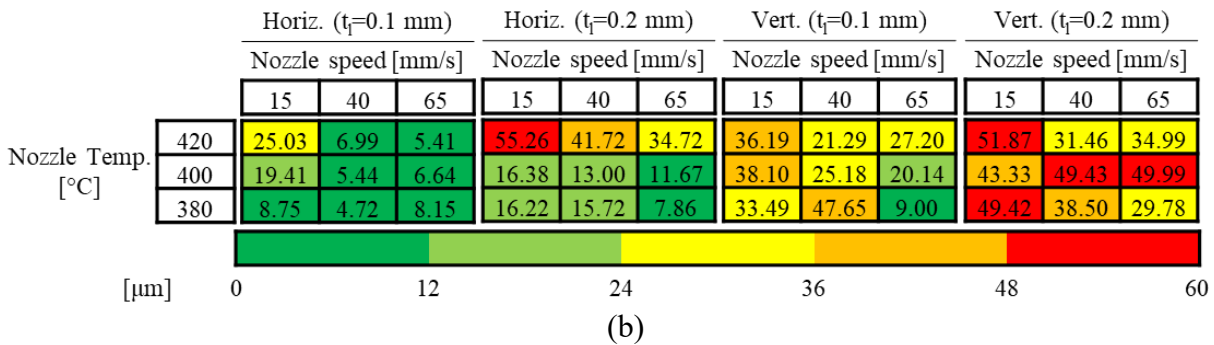 Horiz. (tl=0.1 mm) Horiz. (tl=0.2 mm) Vert. (tl=0.1 mm) Vert. (tl=0.2 mm)
Nozzle speed [mm/s] Nozzle speed [mm/s] Nozzle speed [mm/s] Nozzle speed [mm/s]
15 40 65 15 40 65 15 40 65 15 40 65
420 25.03 6.99 5.41 55.26 41.72 34.72 36.19 21.29 27.20 51.87 31.46 34.99
Nozzle Temp.
[°C]
400 19.41 5.44 6.64 16.38 13.00 11.67 38.10 25.18 20.14 43.33 49.43 49.99
380 8.75 4.72 8.15 16.22 15.72 7.86 33.49 47.65 9.00 49.42 38.50 29.78
[µm] 0 12 24 36 48 60
(b)